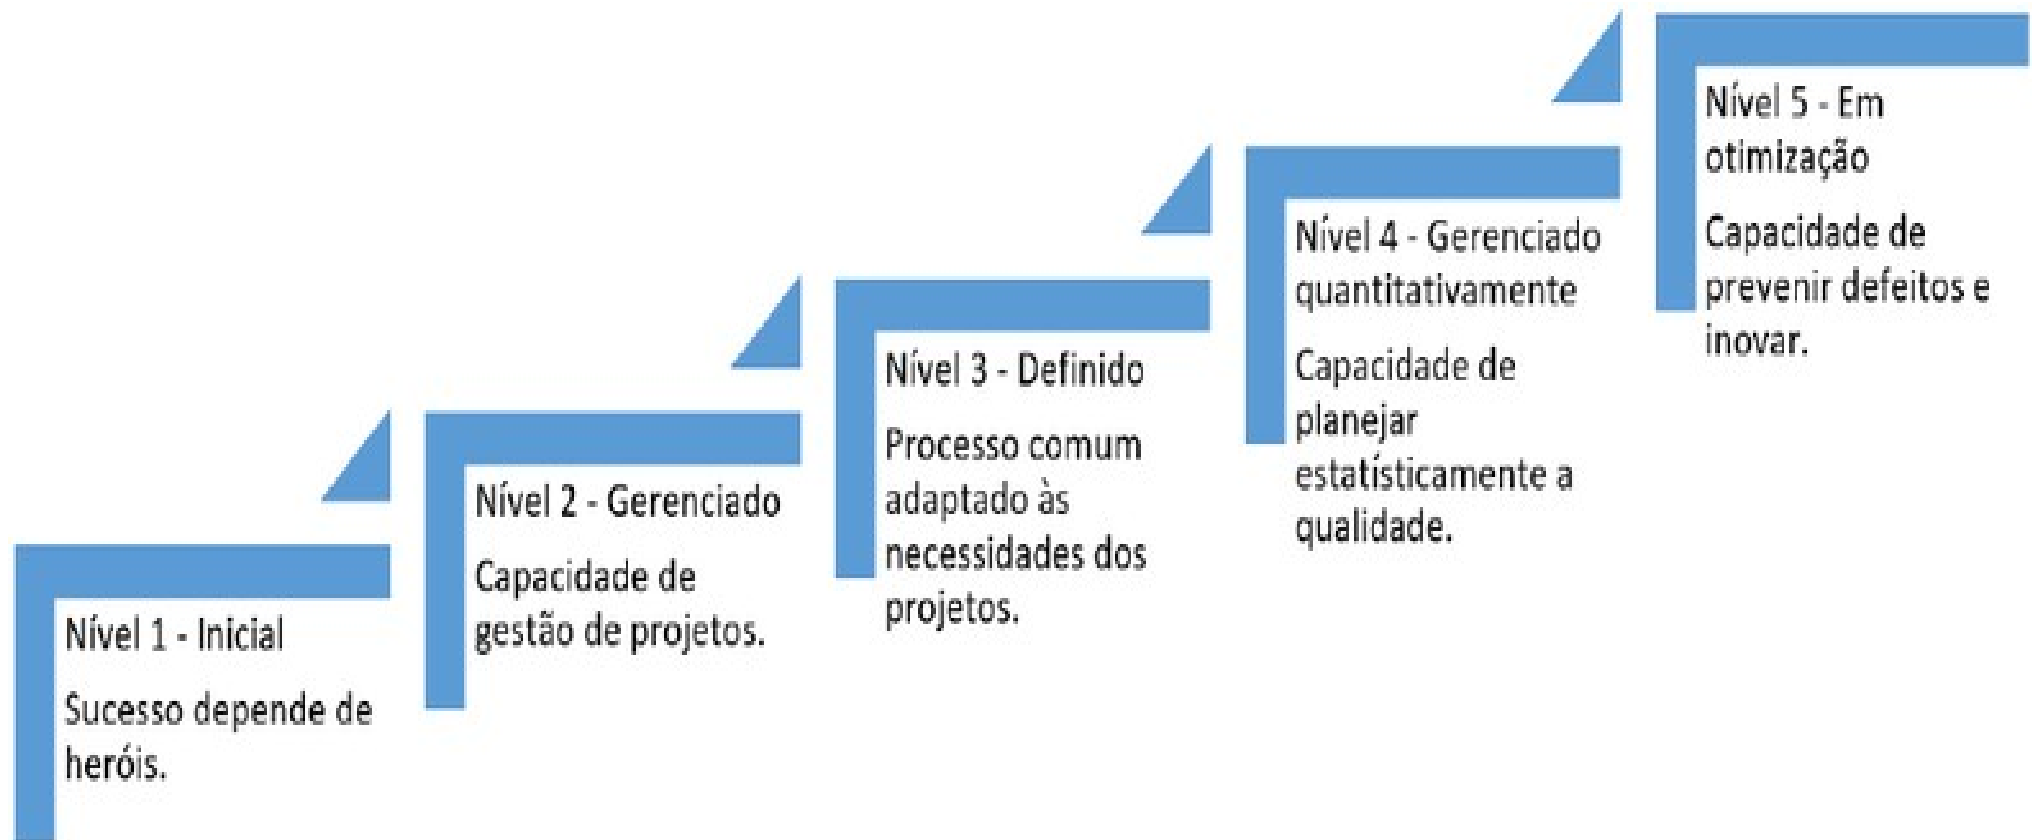 Nível 1 - Inicial
Sucesso depende de
heróis.
Nível 2 - Gerenciado
Capacidade de
gestão de projetos.
Nível 3 - Definido
Processo comum
adaptado às
necessidades dos
projetos.
Nível 4 - Gerenciado
quantitativamente
Capacidade de
planejar
estatísticamente a
qualidade.
Nível 5 - Em
otimização
Capacidade de
prevenir defeitos e
inovar.